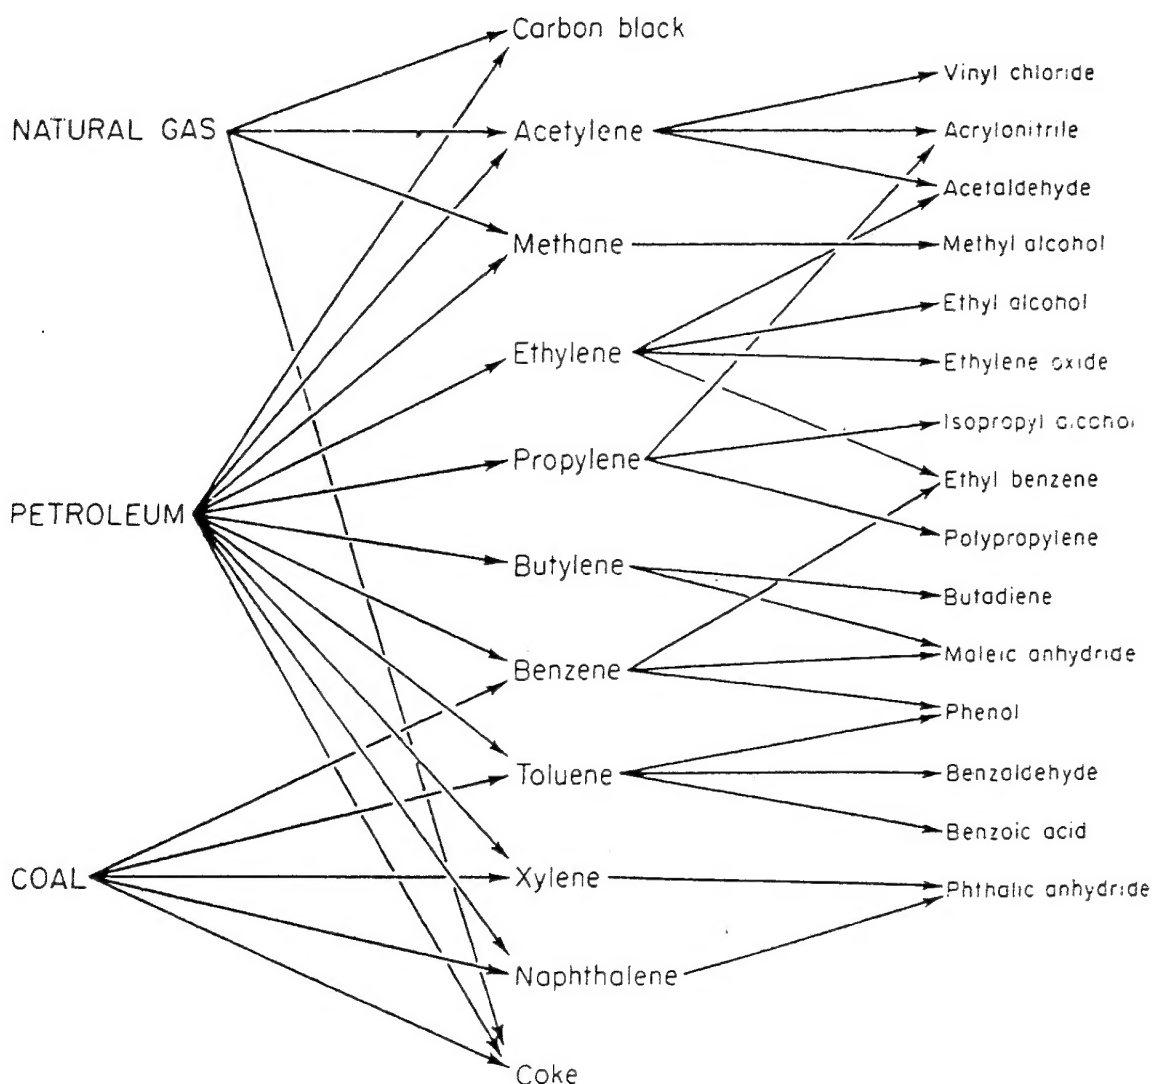 NATURAL GAS
PETROLEUM
COAL
Carbon black
Acetylene
Methane
Ethylene
Propylene
Butylene
Benzene
Toluene
Xylene
Naphthalene
Coke
Vinyl chloride
Acrylonitrile
Acetaldehyde
Methyl alcohol
Ethyl alcohol
Ethylene oxide
Isopropyl alcohol
Ethyl benzene
Polypropylene
Butadiene
Maleic anhydride
Phenol
Benzaldehyde
Benzoic acid
Phthalic anhydride